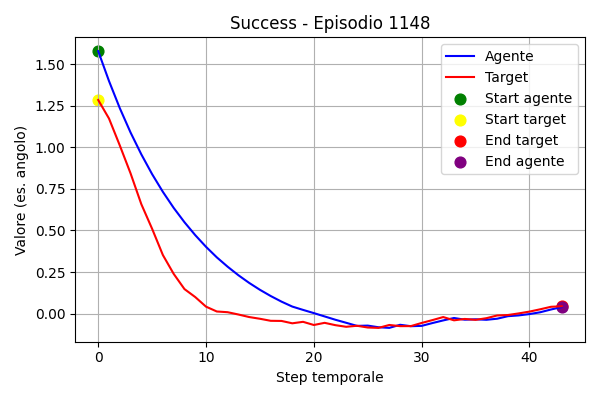 Success - Episodio 1148
Valore (es. angolo)
1.50
1.25
1.00
0.75
0.50
0.25
0.00
0
10
20
30
40
Step temporale
Agente
Target
Start agente
Start target
End target
End agente